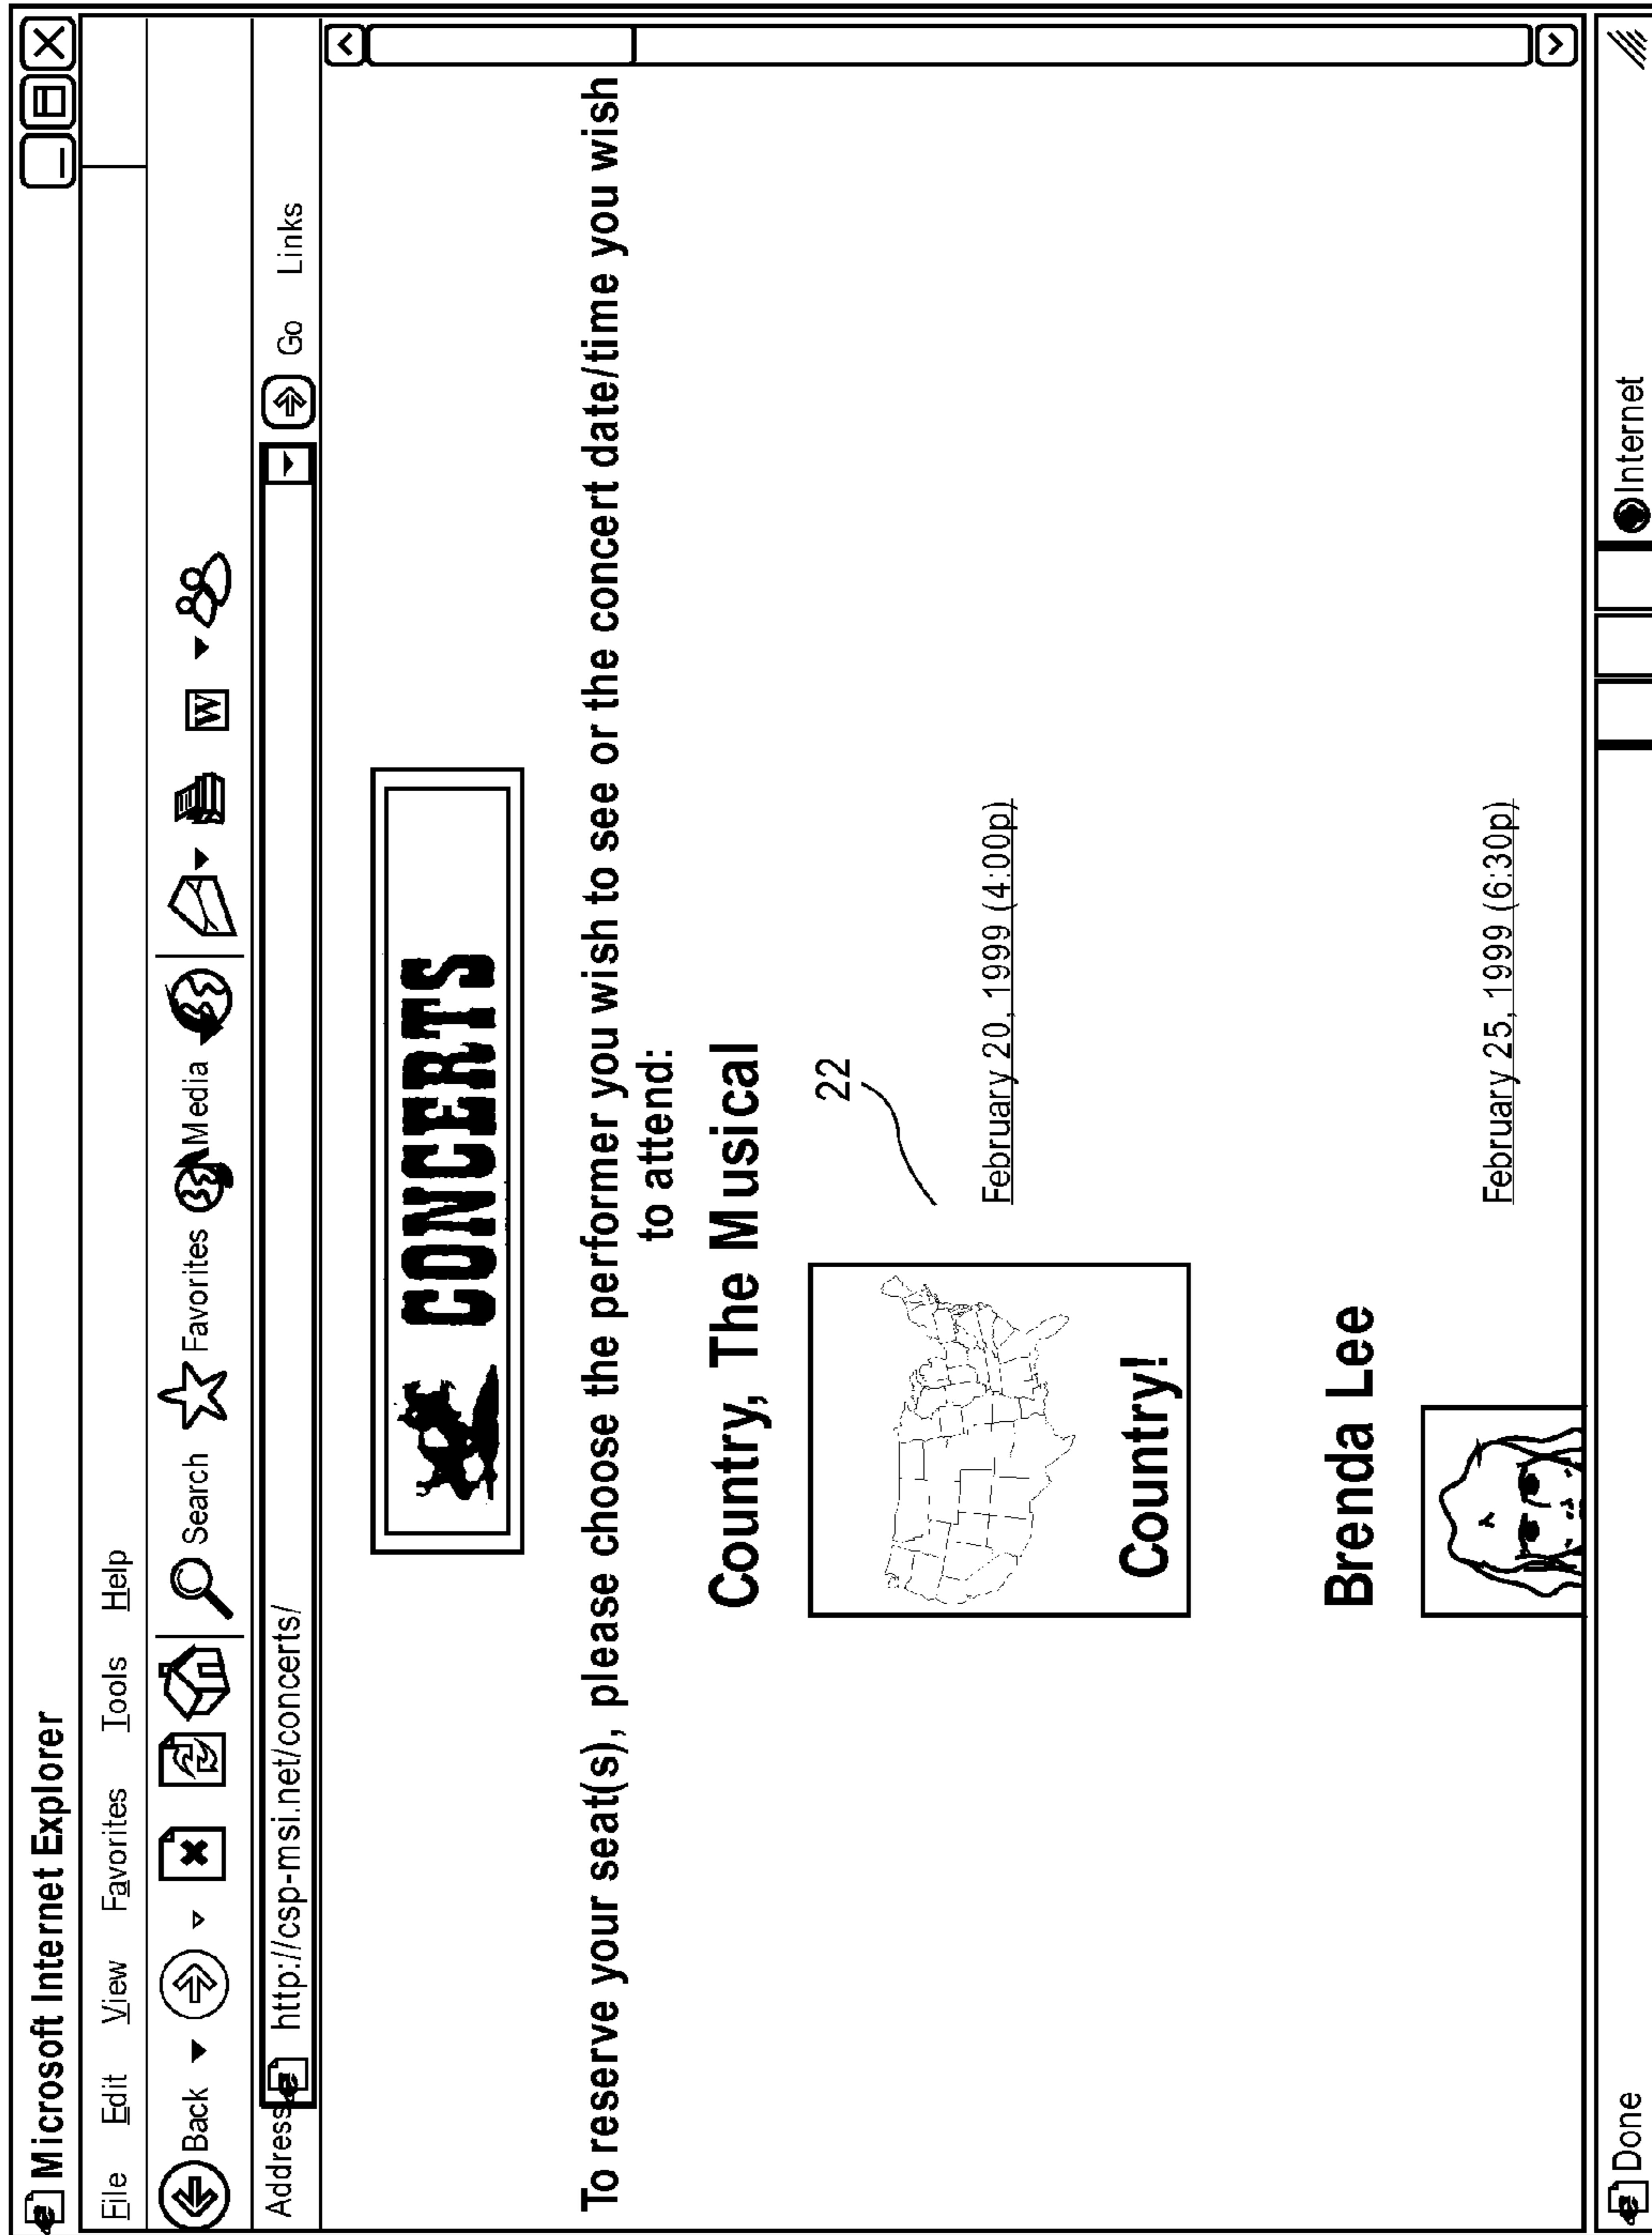 Microsoft Internet Explorer
File Edit View Favorites Tools Help
Back Search Favorites Media W
Address http://csp-msi.net/concerts/ Go Links
CONCERTS
To reserve your seat(s), please choose the performer you wish to see or the concert date/time you wish
to attend:
Country, The Musical
22
February 20, 1999 (4:00p)
Country!
Brenda Lee
February 25, 1999 (6:30p)
Done Internet